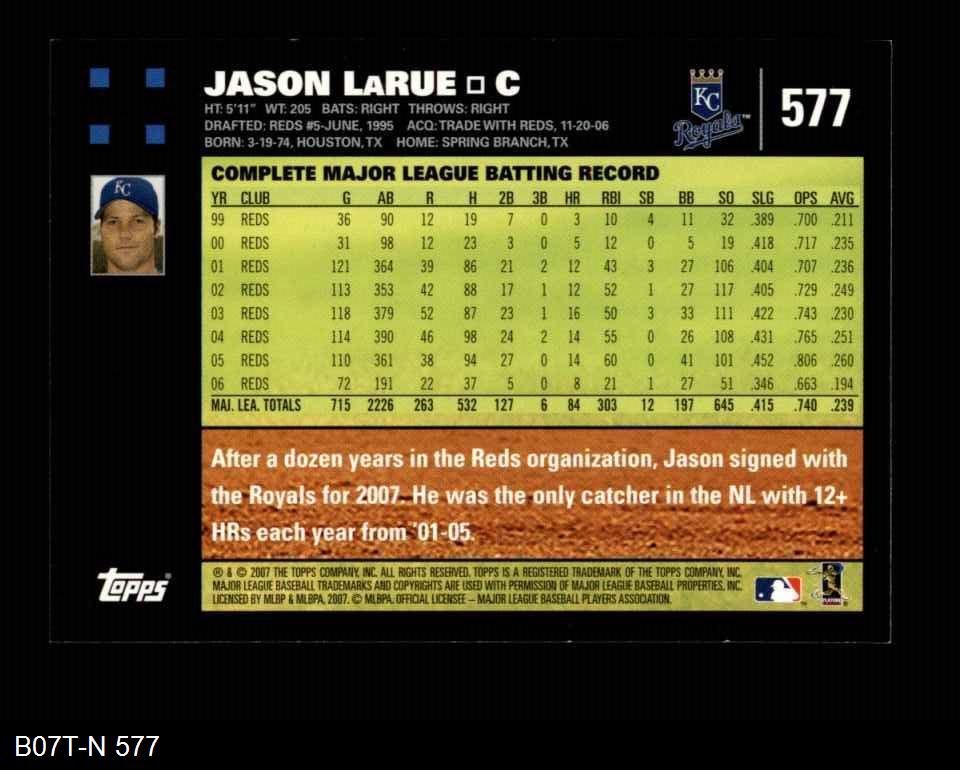 JASON LaRUE □ C
HT: 5'11" WT: 205 BATS: RIGHT THROWS: RIGHT
DRAFTED: REDS #5-JUNE, 1995 ACQ: TRADE WITH REDS, 11-20-06
BORN: 3-19-74, HOUSTON, TX HOME: SPRING BRANCH, TX
KC
Royals™
577
KC
COMPLETE MAJOR LEAGUE BATTING RECORD
YR CLUB G AB R H 2B 3B HR RBI SB BB SO SLG OPS AVG
99 REDS 36 90 12 19 7 0 3 10 4 11 32 .389 .700 .211
00 REDS 31 98 12 23 3 0 5 12 0 5 19 .418 .717 .235
01 REDS 121 364 39 86 21 2 12 43 3 27 106 .404 .707 .236
02 REDS 113 353 42 88 17 1 12 52 1 27 117 .405 .729 .249
03 REDS 118 379 52 87 23 1 16 50 3 33 111 .422 .743 .230
04 REDS 114 390 46 98 24 2 14 55 0 26 108 .431 .765 .251
05 REDS 110 361 38 94 27 0 14 60 0 41 101 .452 .806 .260
06 REDS 72 191 22 37 5 0 8 21 1 27 51 .346 .663 .194
MAJ. LEA. TOTALS 715 2226 263 532 127 6 84 303 12 197 645 .415 .740 .239
After a dozen years in the Reds organization, Jason signed with
the Royals for 2007. He was the only catcher in the NL with 12+
HRs each year from '01-05.
topps®
® & © 2007 THE TOPPS COMPANY, INC. ALL RIGHTS RESERVED. TOPPS IS A REGISTERED TRADEMARK OF THE TOPPS COMPANY, INC.
MAJOR LEAGUE BASEBALL TRADEMARKS AND COPYRIGHTS ARE USED WITH PERMISSION OF MAJOR LEAGUE BASEBALL PROPERTIES, INC.
LICENSED BY MLBP & MLBPA, 2007. © MLBPA. OFFICIAL LICENSEE – MAJOR LEAGUE BASEBALL PLAYERS ASSOCIATION.
B07T-N 577